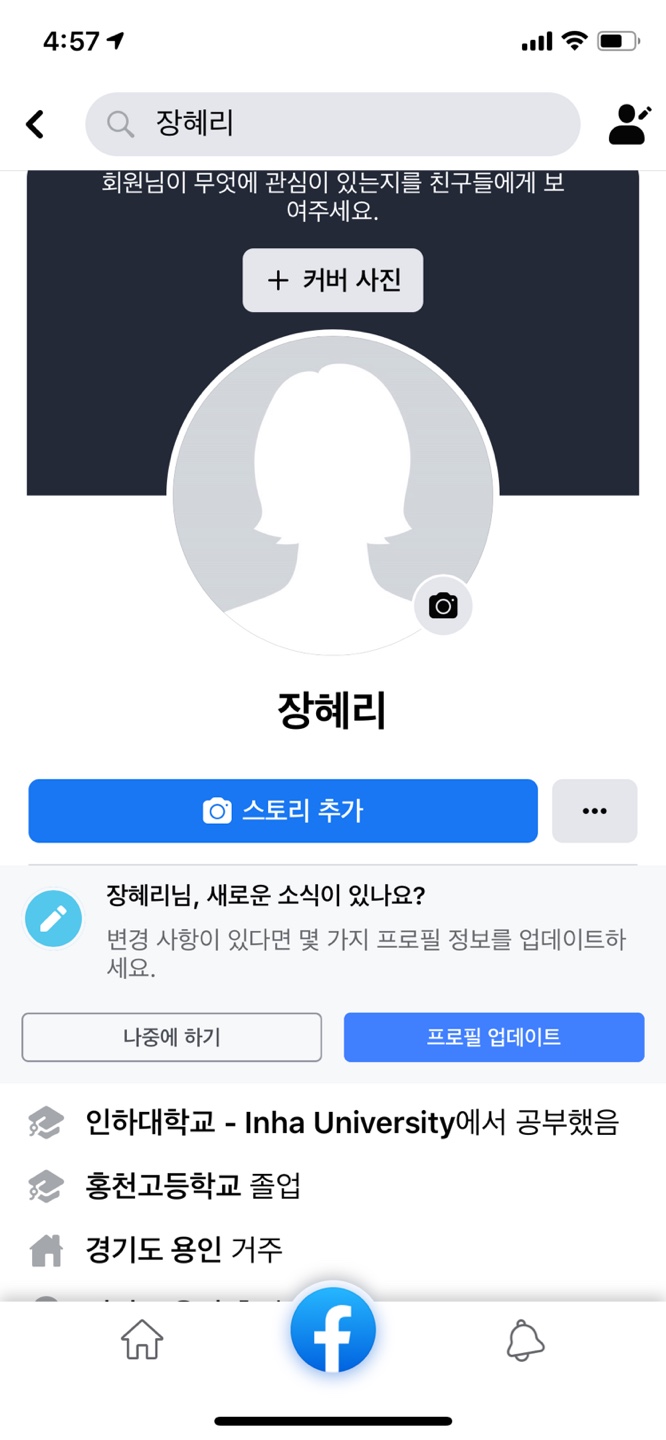 4:57
장혜리
회원님이 무엇에 관심이 있는지를 친구들에게 보
여주세요.
+ 커버 사진
장혜리
스토리 추가
장혜리님, 새로운 소식이 있나요?
변경 사항이 있다면 몇 가지 프로필 정보를 업데이트하
세요.
나중에 하기
프로필 업데이트
인하대학교 - Inha University에서 공부했음
홍천고등학교 졸업
경기도 용인 거주